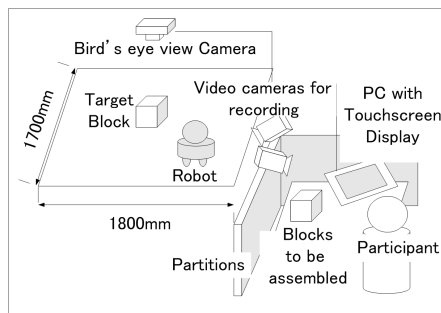 Bird's eye view Camera
Video cameras for
recording
PC with
Touchscreen
Display
Target
Block
1700mm
Robot
1800mm
Partitions
Blocks
to be
assembled
Participant